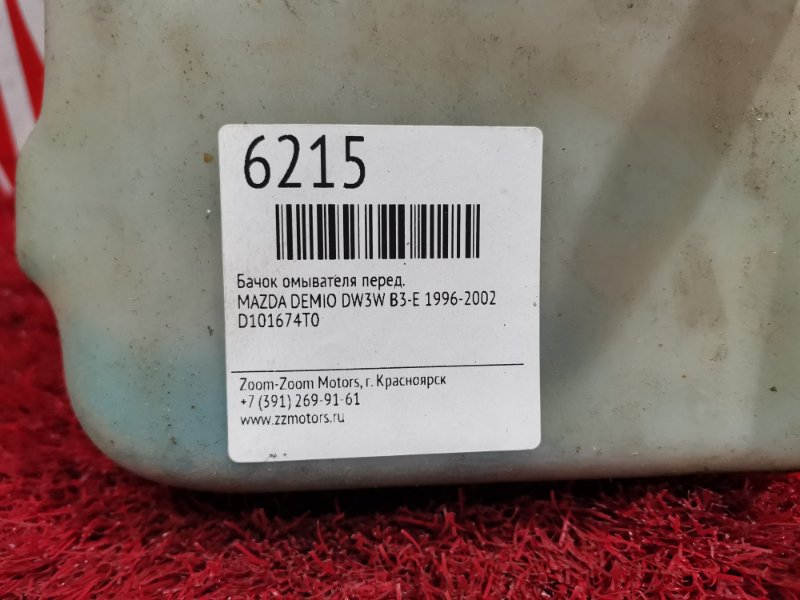 6215
Бачок омывателя перед.
MAZDA DEMIO DW3W B3-E 1996-2002
D101674T0
Zoom-Zoom Motors, г. Красноярск
+7 (391) 269-91-61
www.zzmotors.ru